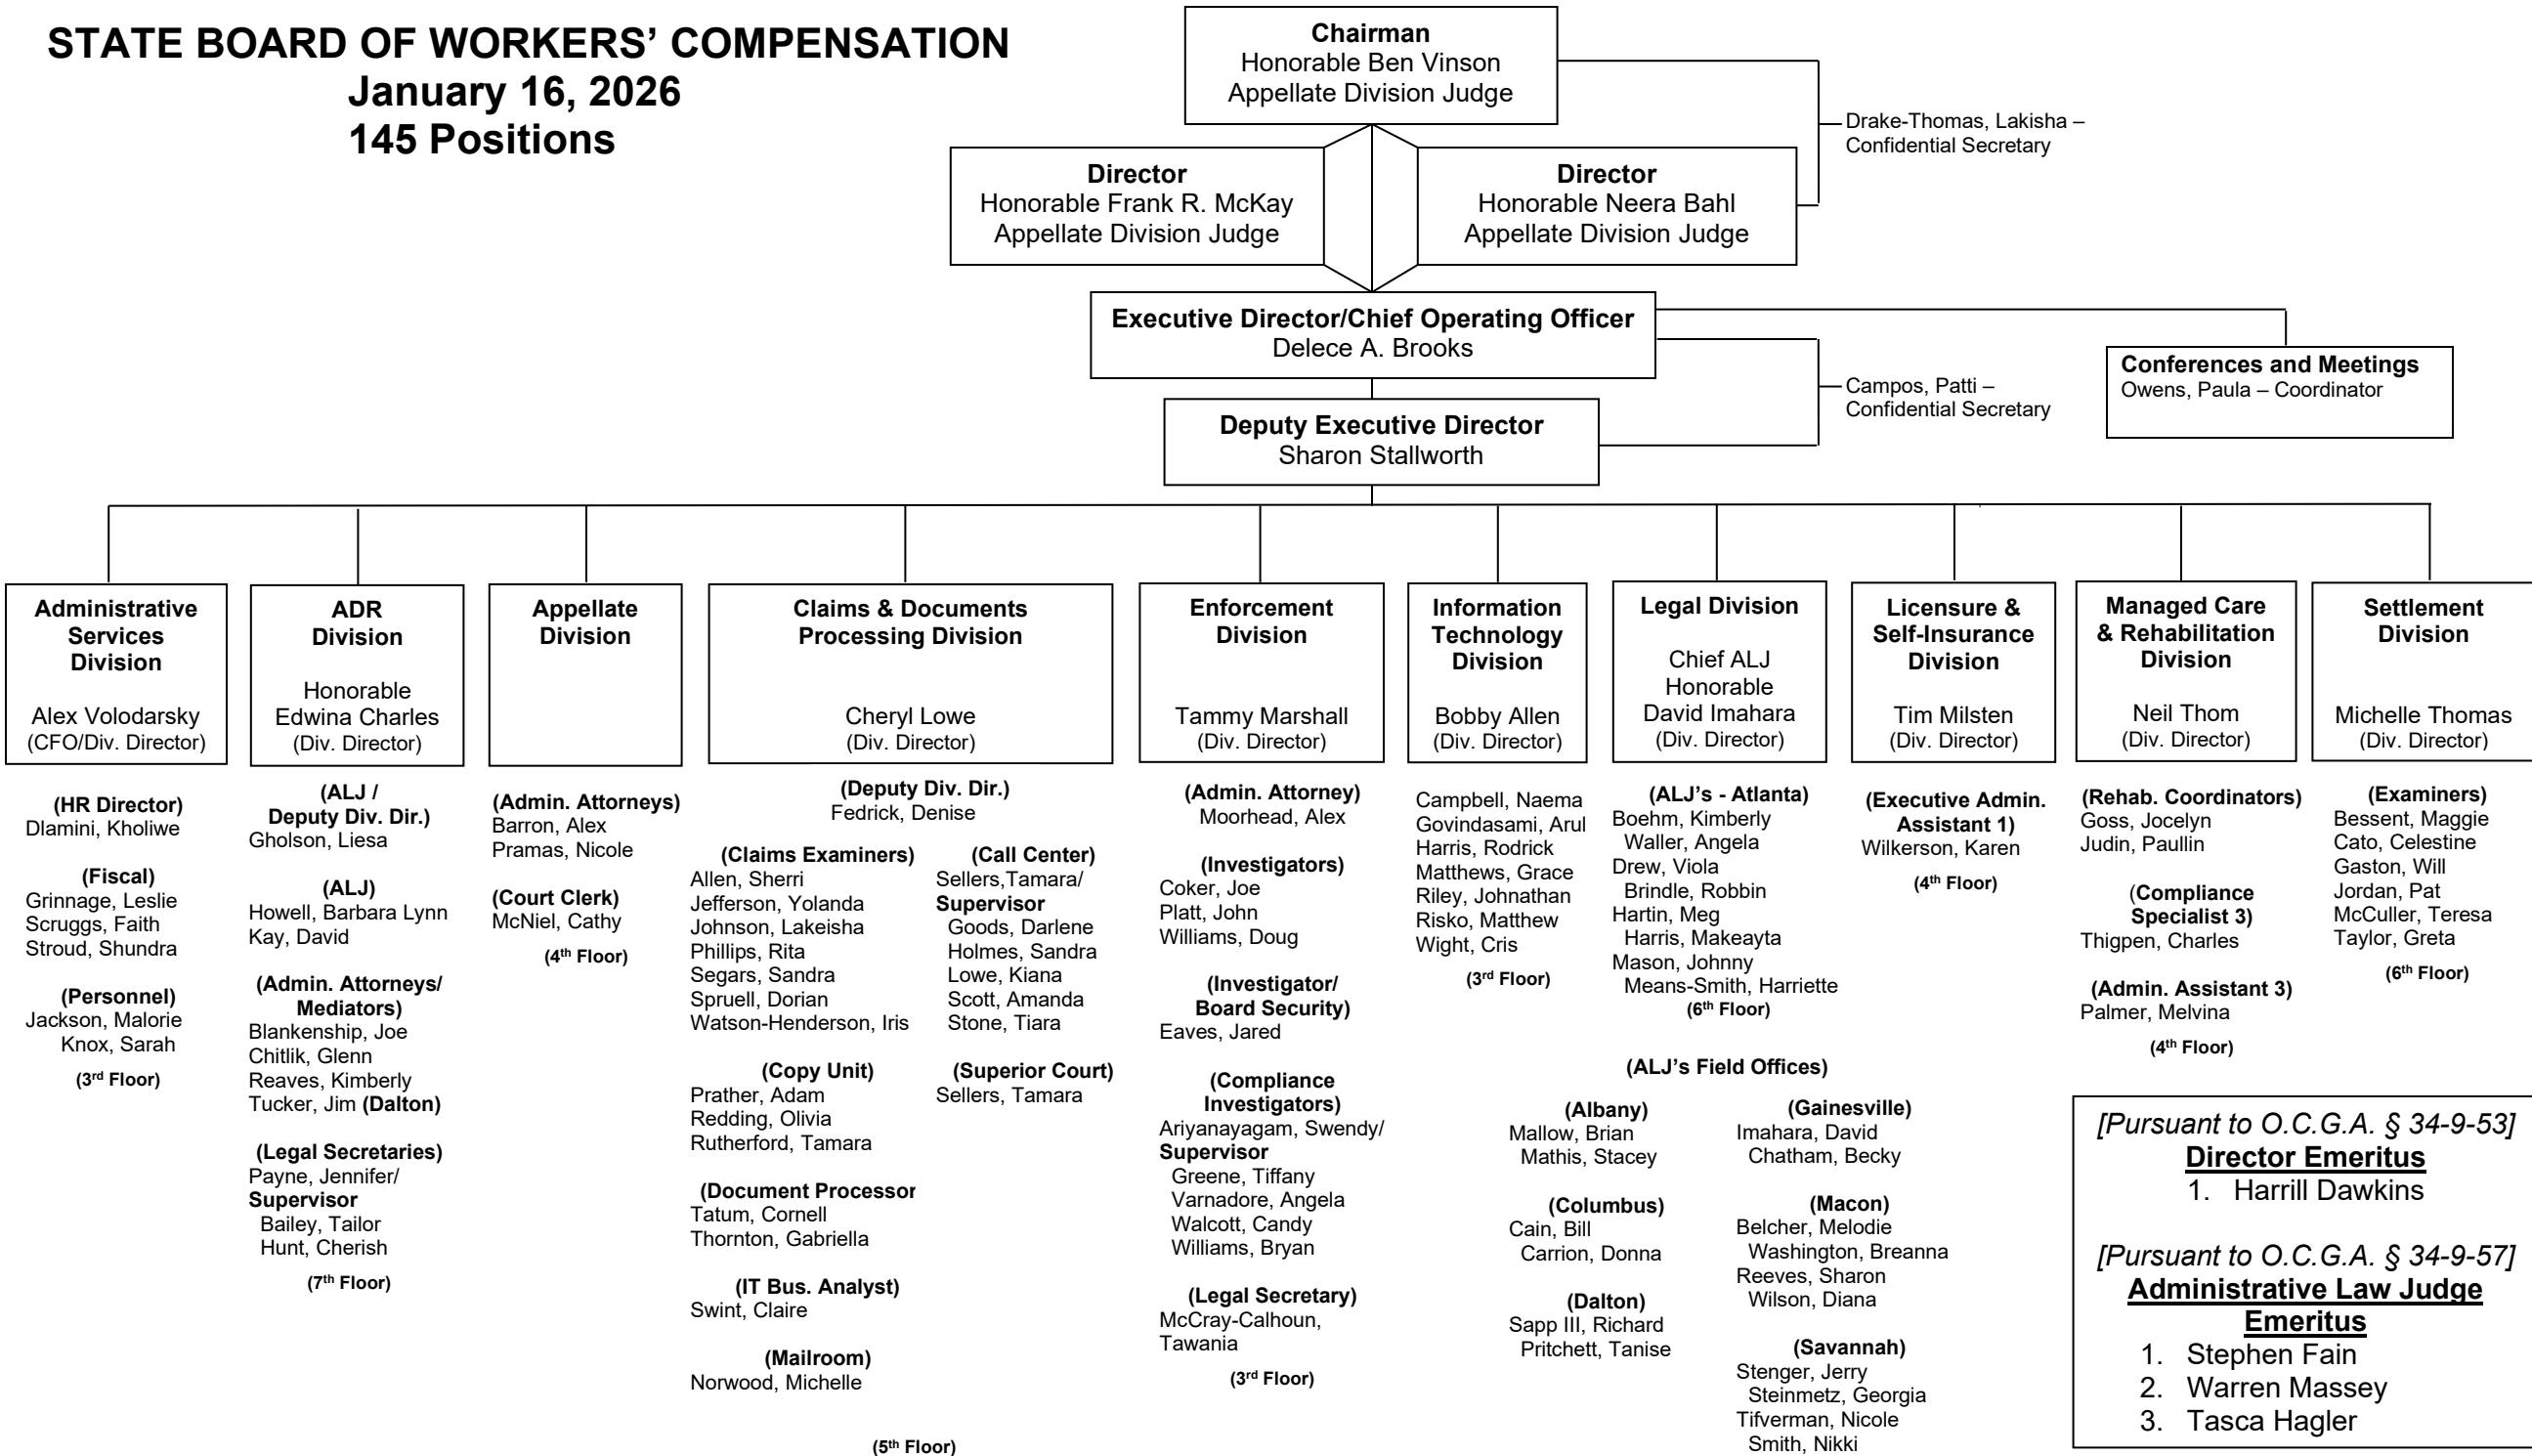 STATE BOARD OF WORKERS’ COMPENSATION
January 16, 2026
145 Positions
Chairman
Honorable Ben Vinson
Appellate Division Judge
Drake-Thomas, Lakisha –
Confidential Secretary
Director
Honorable Frank R. McKay
Appellate Division Judge
Director
Honorable Neera Bahl
Appellate Division Judge
Executive Director/Chief Operating Officer
Delece A. Brooks
Conferences and Meetings
Owens, Paula – Coordinator
Campos, Patti –
Confidential Secretary
Deputy Executive Director
Sharon Stallworth
Administrative
Services
Division
Alex Volodarsky
(CFO/Div. Director)
(HR Director)
Dlamini, Kholiwe
(Fiscal)
Grinnage, Leslie
Scruggs, Faith
Stroud, Shundra
(Personnel)
Jackson, Malorie
Knox, Sarah
(3rd Floor)
ADR
Division
Honorable
Edwina Charles
(Div. Director)
(ALJ /
Deputy Div. Dir.)
Gholson, Liesa
(ALJ)
Howell, Barbara Lynn
Kay, David
(Admin. Attorneys/
Mediators)
Blankenship, Joe
Chitlik, Glenn
Reaves, Kimberly
Tucker, Jim (Dalton)
(Legal Secretaries)
Payne, Jennifer/
Supervisor
Bailey, Tailor
Hunt, Cherish
(7th Floor)
Appellate
Division
(Admin. Attorneys)
Barron, Alex
Pramas, Nicole
(Court Clerk)
McNiel, Cathy
(4th Floor)
Claims & Documents
Processing Division
Cheryl Lowe
(Div. Director)
(Deputy Div. Dir.)
Fedrick, Denise
(Claims Examiners)
Allen, Sherri
Jefferson, Yolanda
Johnson, Lakeisha
Phillips, Rita
Segars, Sandra
Spruell, Dorian
Watson-Henderson, Iris
(Copy Unit)
Prather, Adam
Redding, Olivia
Rutherford, Tamara
(Document Processor
Tatum, Cornell
Thornton, Gabriella
(IT Bus. Analyst)
Swint, Claire
(Mailroom)
Norwood, Michelle
(Call Center)
Sellers,Tamara/
Supervisor
Goods, Darlene
Holmes, Sandra
Lowe, Kiana
Scott, Amanda
Stone, Tiara
(Superior Court)
Sellers, Tamara
(5th Floor)
Enforcement
Division
Tammy Marshall
(Div. Director)
(Admin. Attorney)
Moorhead, Alex
(Investigators)
Coker, Joe
Platt, John
Williams, Doug
(Investigator/
Board Security)
Eaves, Jared
(Compliance
Investigators)
Ariyanayagam, Swendy/
Supervisor
Greene, Tiffany
Varnadore, Angela
Walcott, Candy
Williams, Bryan
(Legal Secretary)
McCray-Calhoun,
Tawania
(3rd Floor)
Information
Technology
Division
Bobby Allen
(Div. Director)
Campbell, Naema
Govindasami, Arul
Harris, Rodrick
Matthews, Grace
Riley, Johnathan
Risko, Matthew
Wight, Cris
(3rd Floor)
Legal Division
Chief ALJ
Honorable
David Imahara
(Div. Director)
(ALJ’s - Atlanta)
Boehm, Kimberly
Waller, Angela
Drew, Viola
Brindle, Robbin
Hartin, Meg
Harris, Makeayta
Mason, Johnny
Means-Smith, Harriette
(6th Floor)
(ALJ’s Field Offices)
(Albany)
Mallow, Brian
Mathis, Stacey
(Columbus)
Cain, Bill
Carrion, Donna
(Dalton)
Sapp III, Richard
Pritchett, Tanise
(Gainesville)
Imahara, David
Chatham, Becky
(Macon)
Belcher, Melodie
Washington, Breanna
Reeves, Sharon
Wilson, Diana
(Savannah)
Stenger, Jerry
Steinmetz, Georgia
Tifverman, Nicole
Smith, Nikki
Licensure &
Self-Insurance
Division
Tim Milsten
(Div. Director)
(Executive Admin.
Assistant 1)
Wilkerson, Karen
(4th Floor)
Managed Care
& Rehabilitation
Division
Neil Thom
(Div. Director)
(Rehab. Coordinators)
Goss, Jocelyn
Judin, Paullin
(Compliance
Specialist 3)
Thigpen, Charles
(Admin. Assistant 3)
Palmer, Melvina
(4th Floor)
Settlement
Division
Michelle Thomas
(Div. Director)
(Examiners)
Bessent, Maggie
Cato, Celestine
Gaston, Will
Jordan, Pat
McCuller, Teresa
Taylor, Greta
(6th Floor)
[Pursuant to O.C.G.A. § 34-9-53]
Director Emeritus
1. Harrill Dawkins
[Pursuant to O.C.G.A. § 34-9-57]
Administrative Law Judge
Emeritus
1. Stephen Fain
2. Warren Massey
3. Tasca Hagler